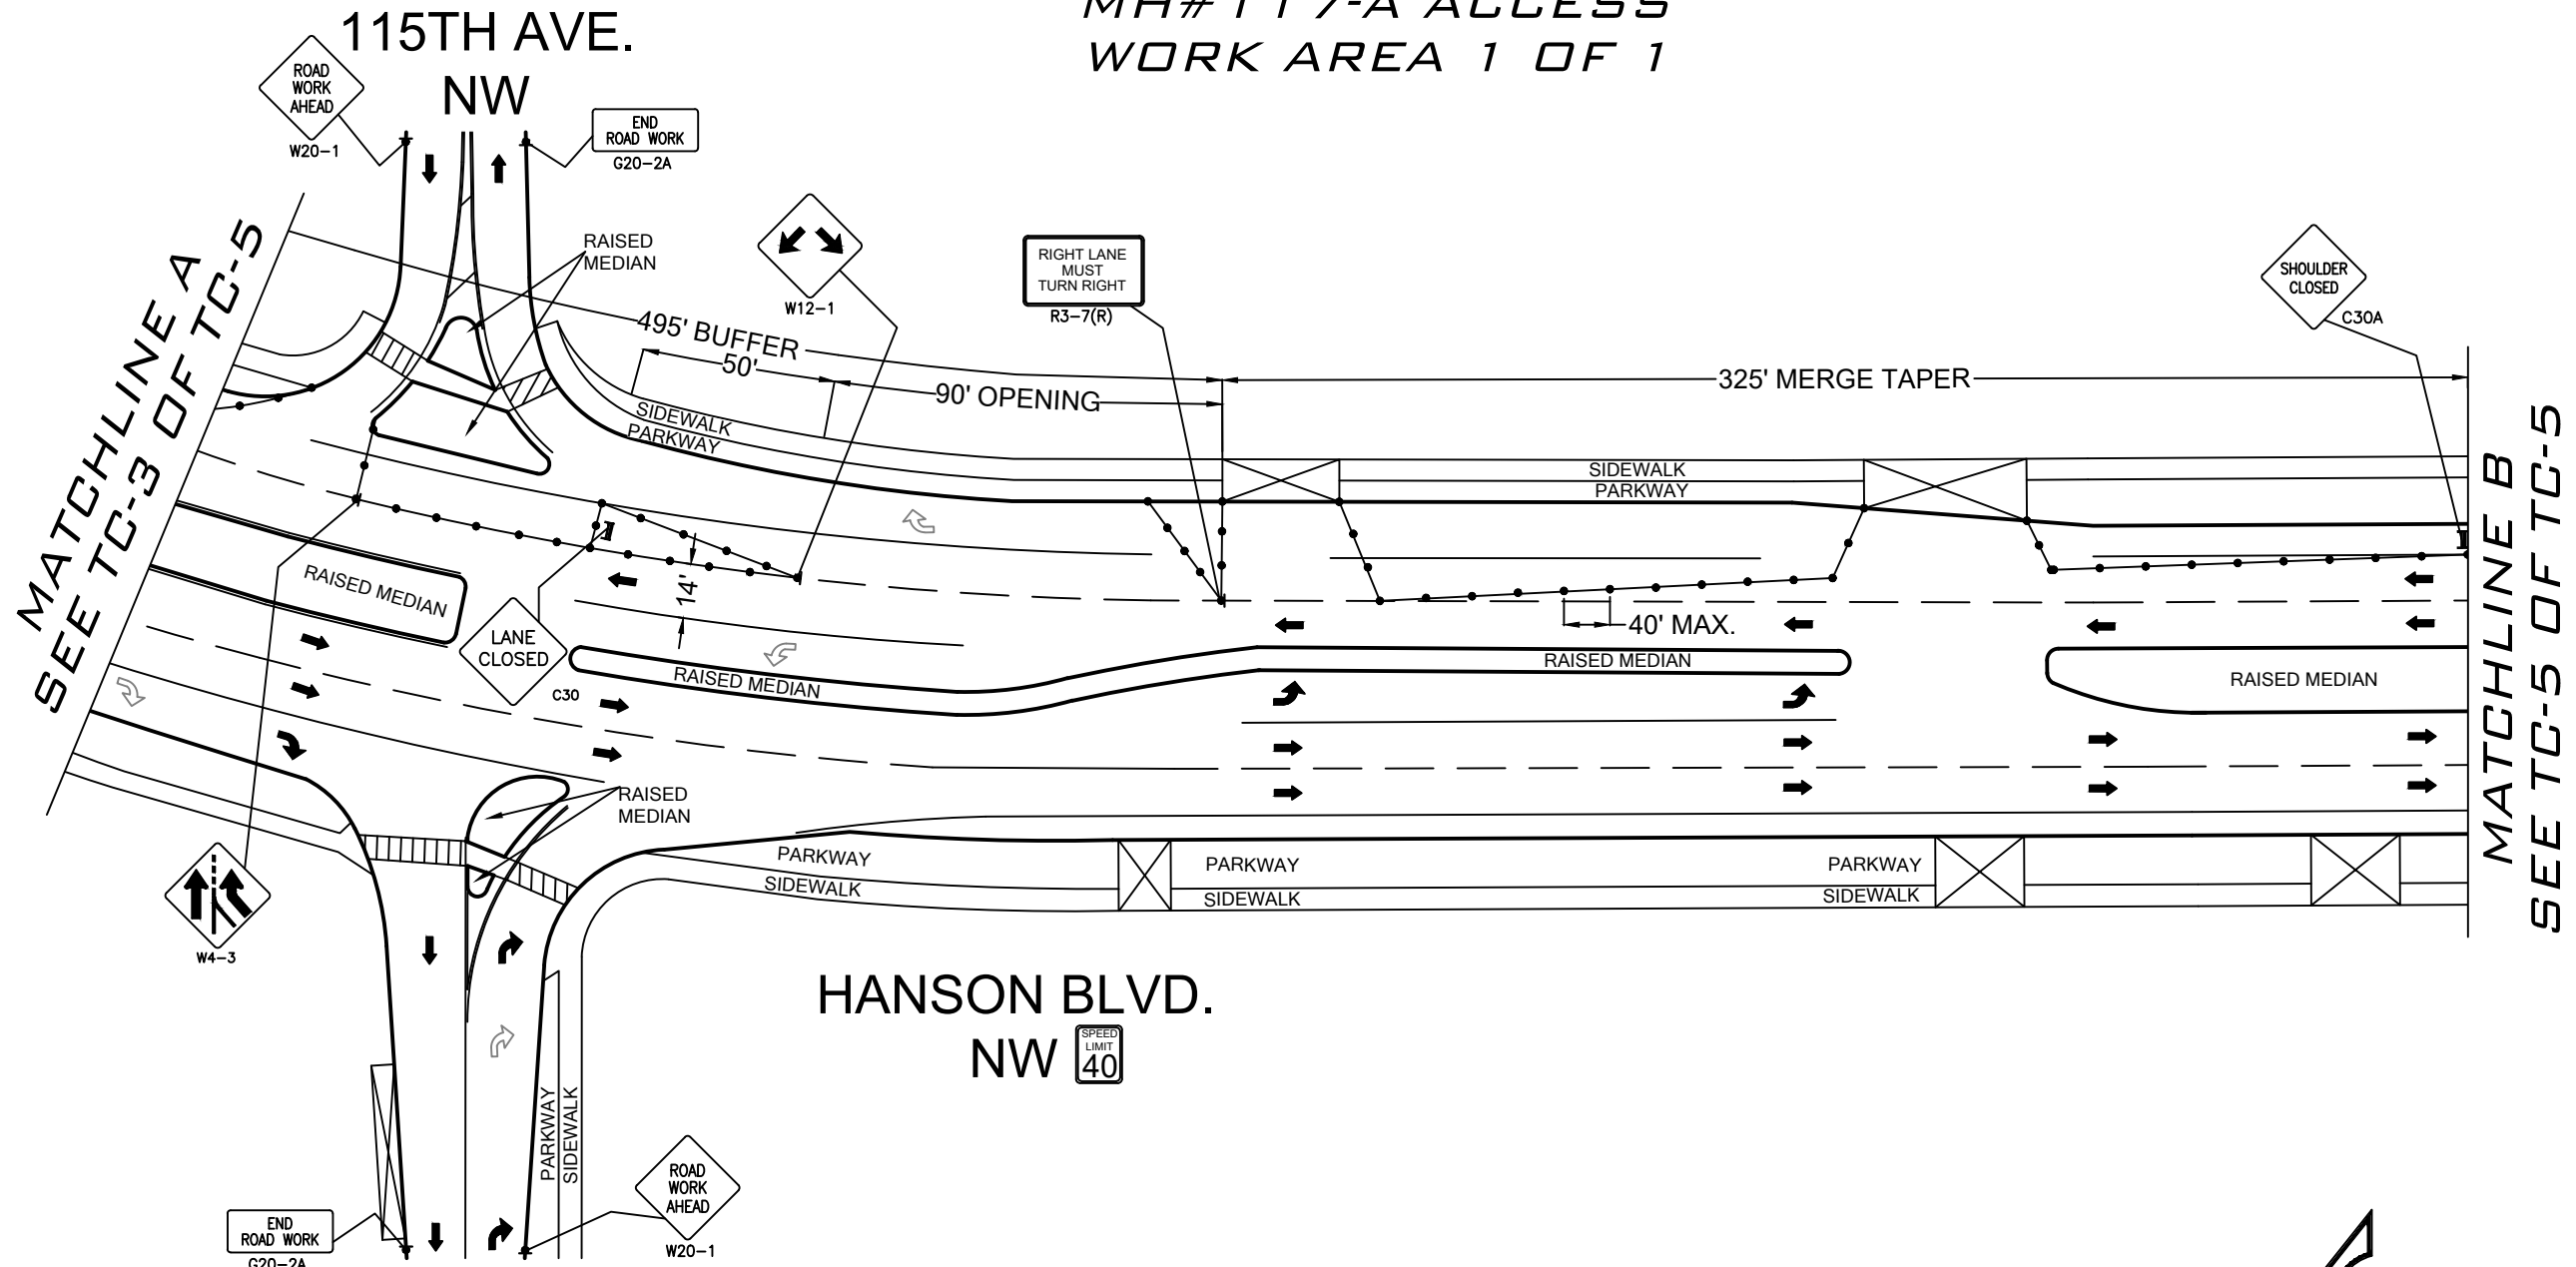 MH#117-A ACCESS
WORK AREA 1 OF 1
115TH AVE.
NW
ROAD
WORK
AHEAD
W20-1
END
ROAD WORK
G20-2A
RAISED
MEDIAN
W12-1
RIGHT LANE
MUST
TURN RIGHT
R3-7(R)
SHOULDER
CLOSED
C30A
MATCHLINE A
SEE TC-3 OF TC-5
495' BUFFER
50'
90' OPENING
325' MERGE TAPER
SIDEWALK
PARKWAY
SIDEWALK
PARKWAY
MATCHLINE B
SEE TC-5 OF TC-5
RAISED MEDIAN
14'
40' MAX.
LANE
CLOSED
C30
RAISED MEDIAN
RAISED MEDIAN
RAISED MEDIAN
RAISED
MEDIAN
PARKWAY
SIDEWALK
PARKWAY
SIDEWALK
PARKWAY
SIDEWALK
W4-3
HANSON BLVD.
NW
SPEED
LIMIT
40
PARKWAY
SIDEWALK
ROAD
WORK
AHEAD
W20-1
END
ROAD WORK
G20-2A